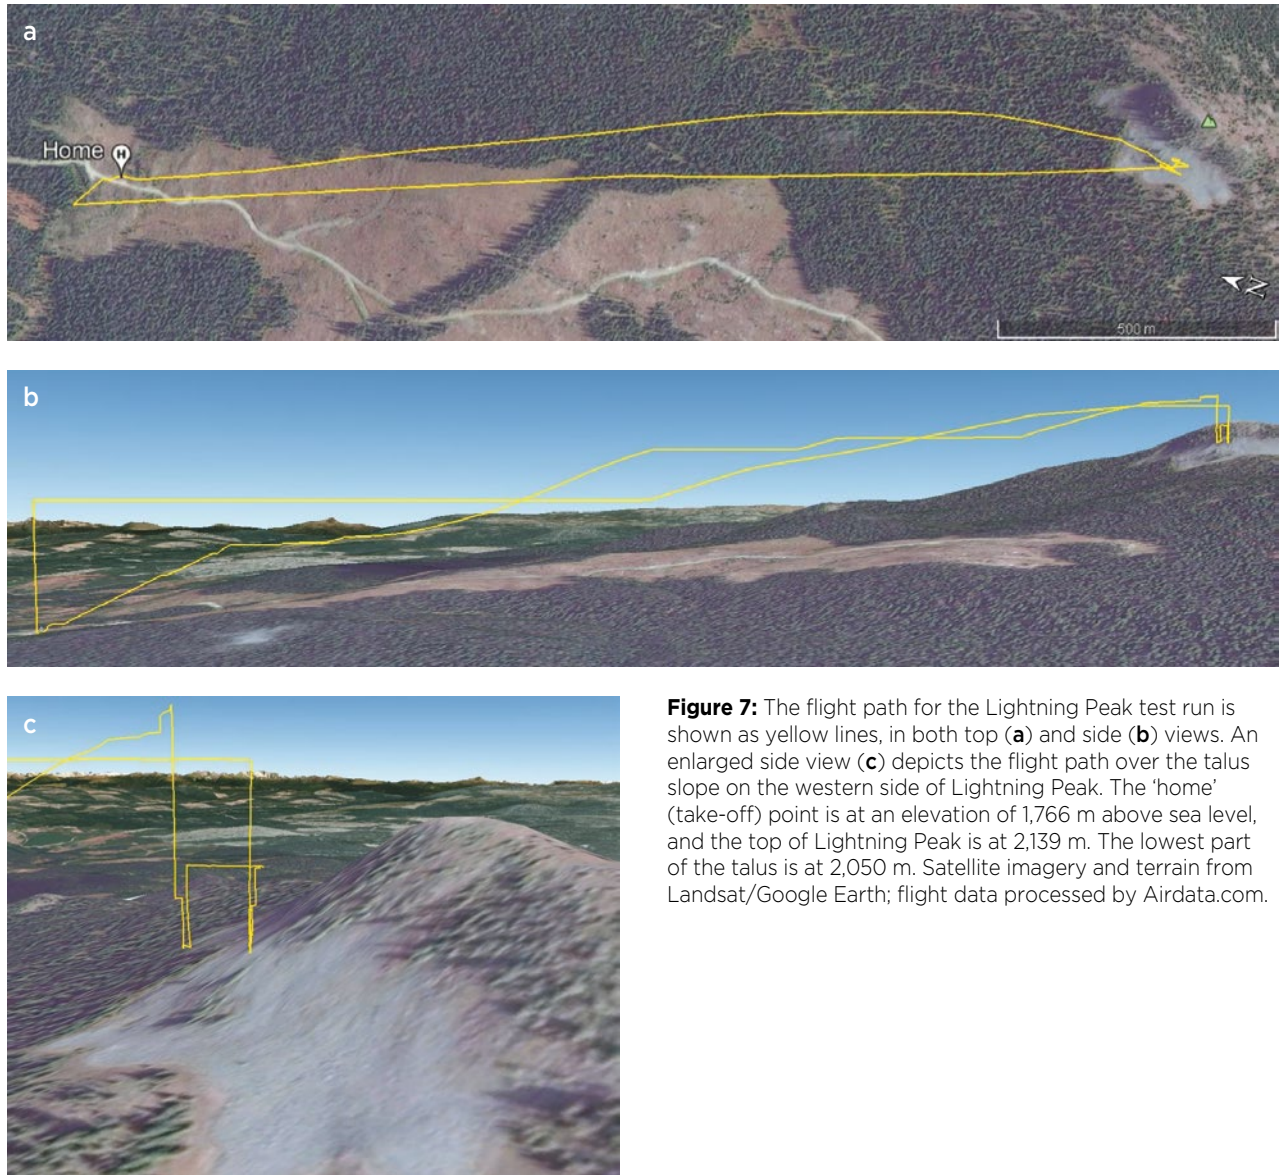 a
Home
H
N
500 m
b
c
Figure 7: The flight path for the Lightning Peak test run is
shown as yellow lines, in both top (a) and side (b) views. An
enlarged side view (c) depicts the flight path over the talus
slope on the western side of Lightning Peak. The ‘home’
(take-off) point is at an elevation of 1,766 m above sea level,
and the top of Lightning Peak is at 2,139 m. The lowest part
of the talus is at 2,050 m. Satellite imagery and terrain from
Landsat/Google Earth; flight data processed by Airdata.com.